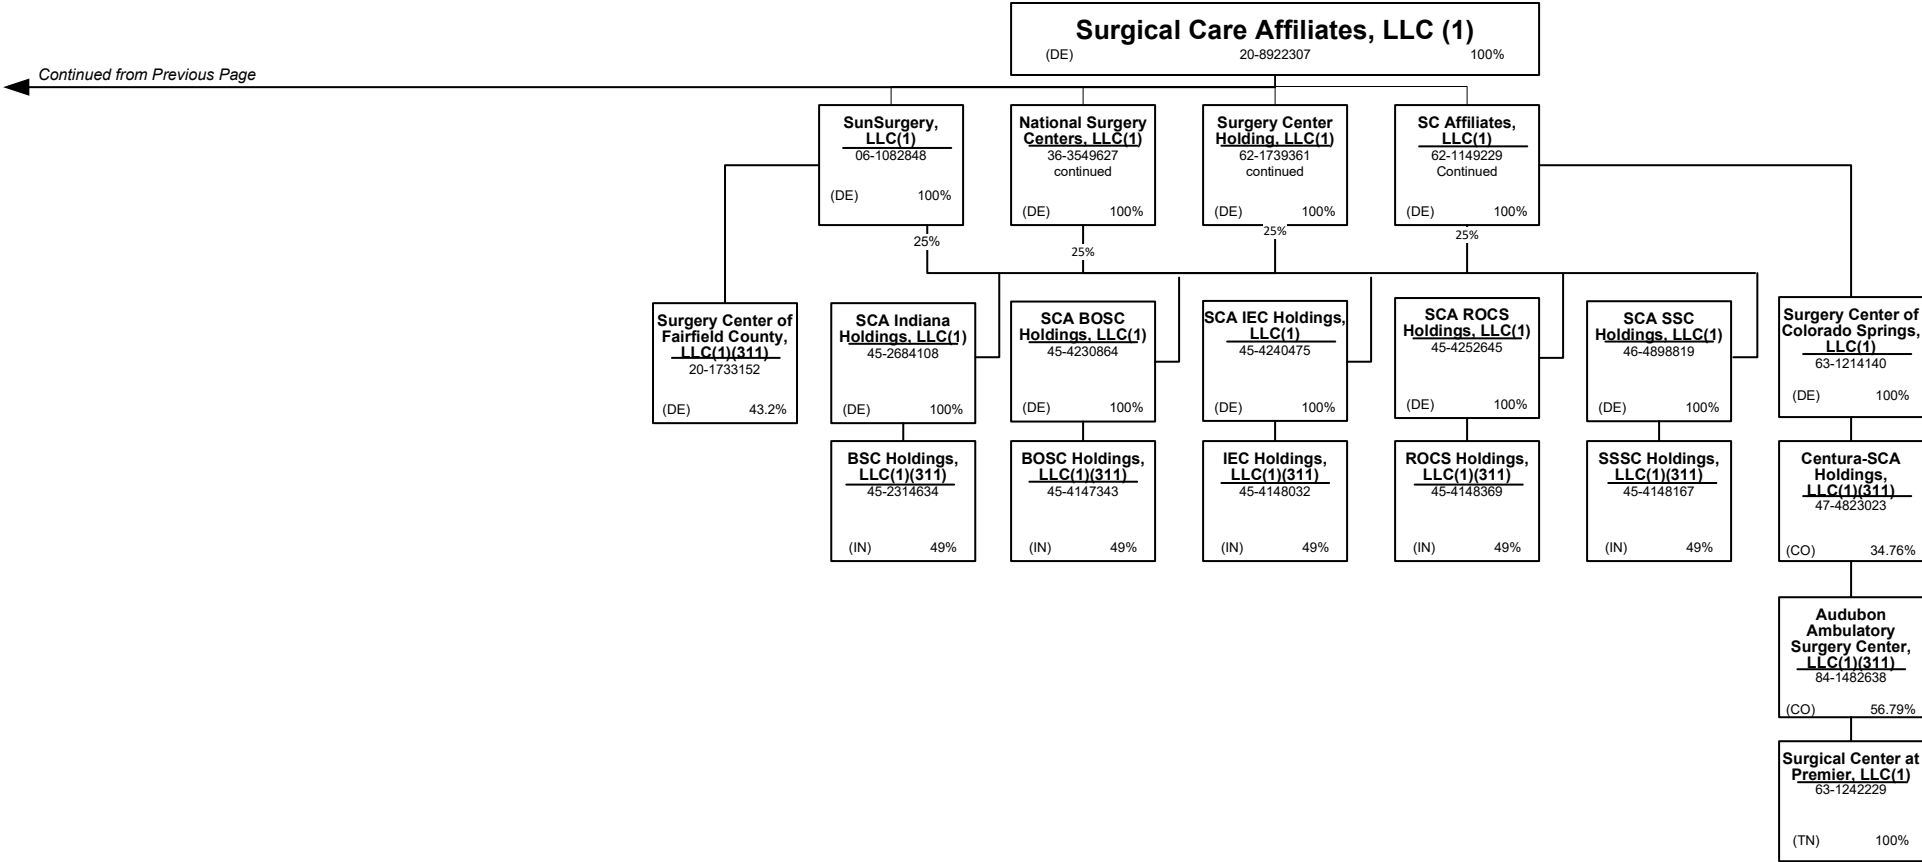 Surgical Care Affiliates, LLC (1)
(DE) 20-8922307 100%
Continued from Previous Page
SunSurgery,
LLC(1)
06-1082848
(DE) 100%
National Surgery
Centers, LLC(1)
36-3549627
continued
(DE) 100%
Surgery Center
Holding, LLC(1)
62-1739361
continued
(DE) 100%
SC Affiliates,
LLC(1)
62-1149229
Continued
(DE) 100%
25%
25%
25%
25%
Surgery Center of
Fairfield County,
LLC(1)(311)
20-1733152
(DE) 43.2%
SCA Indiana
Holdings, LLC(1)
45-2684108
(DE) 100%
SCA BOSC
Holdings, LLC(1)
45-4230864
(DE) 100%
SCA IEC Holdings,
LLC(1)
45-4240475
(DE) 100%
SCA ROCS
Holdings, LLC(1)
45-4252645
(DE) 100%
SCA SSC
Holdings, LLC(1)
46-4898819
(DE) 100%
Surgery Center of
Colorado Springs,
LLC(1)
63-1214140
(DE) 100%
BSC Holdings,
LLC(1)(311)
45-2314634
(IN) 49%
BOSC Holdings,
LLC(1)(311)
45-4147343
(IN) 49%
IEC Holdings,
LLC(1)(311)
45-4148032
(IN) 49%
ROCS Holdings,
LLC(1)(311)
45-4148369
(IN) 49%
SSSC Holdings,
LLC(1)(311)
45-4148167
(IN) 49%
Centura-SCA
Holdings,
LLC(1)(311)
47-4823023
(CO) 34.76%
Audubon
Ambulatory
Surgery Center,
LLC(1)(311)
84-1482638
(CO) 56.79%
Surgical Center at
Premier, LLC(1)
63-1242229
(TN) 100%